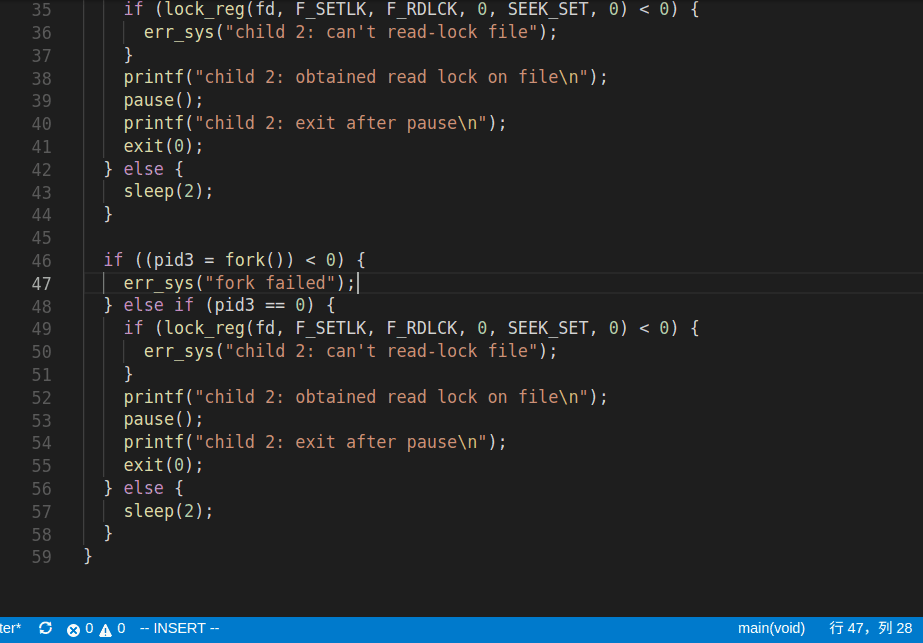 35 if (lock_reg(fd, F_SETLK, F_RDLCK, 0, SEEK_SET, 0) < 0) {
36 err_sys("child 2: can't read-lock file");
37 }
38 printf("child 2: obtained read lock on file\n");
39 pause();
40 printf("child 2: exit after pause\n");
41 exit(0);
42 } else {
43 sleep(2);
44 }
45
46 if ((pid3 = fork()) < 0) {
47 err_sys("fork failed");
48 } else if (pid3 == 0) {
49 if (lock_reg(fd, F_SETLK, F_RDLCK, 0, SEEK_SET, 0) < 0) {
50 err_sys("child 2: can't read-lock file");
51 }
52 printf("child 2: obtained read lock on file\n");
53 pause();
54 printf("child 2: exit after pause\n");
55 exit(0);
56 } else {
57 sleep(2);
58 }
59 }
ter* 0 0 -- INSERT -- main(void) 行 47，列 28